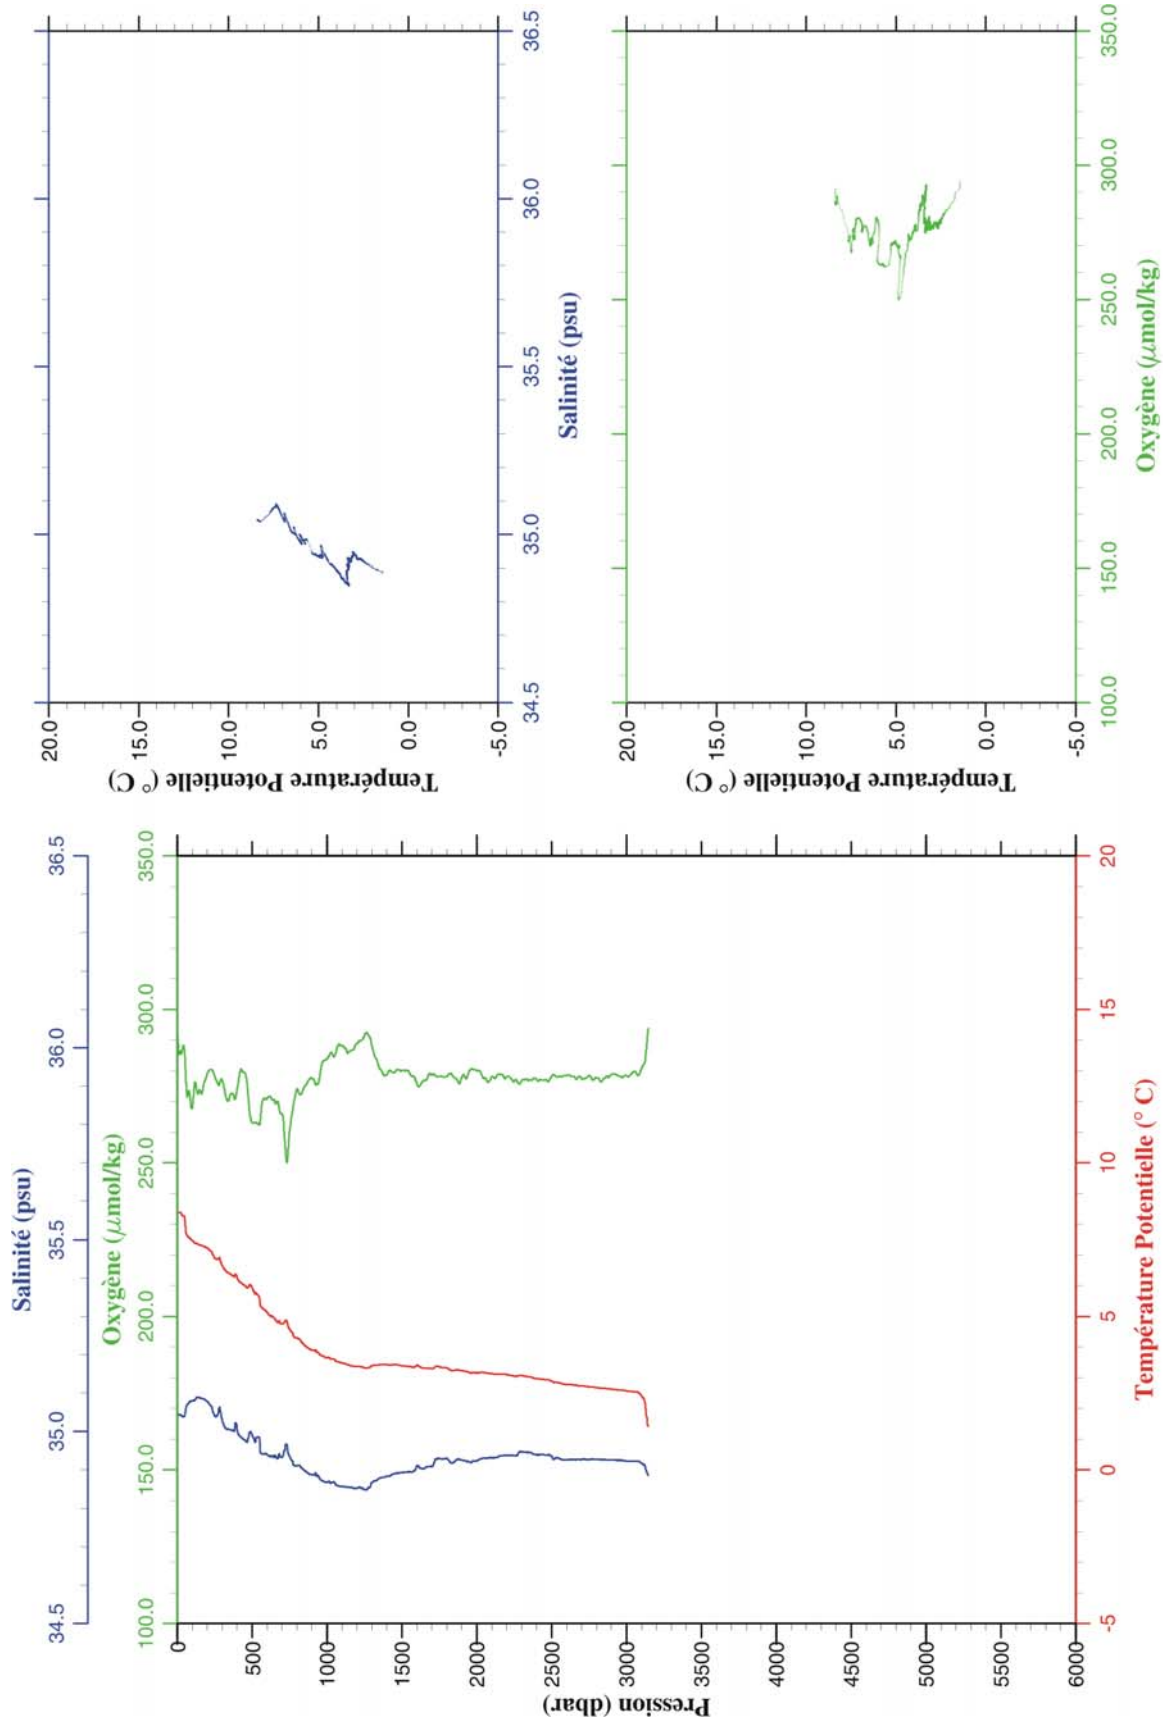 Salinité (psu)
34.5 35.0 35.5 36.0 36.5
Oxygène (μmol/kg)
100.0 150.0 200.0 250.0 300.0 350.0
Pression (dbar)
0
500
1000
1500
2000
2500
3000
3500
4000
4500
5000
5500
6000
-5 0 5 10 15 20
Température Potentielle (° C)
Température Potentielle (° C)
20.0
15.0
10.0
5.0
0.0
-5.0
34.5 35.0 35.5 36.0 36.5
Salinité (psu)
Température Potentielle (° C)
20.0
15.0
10.0
5.0
0.0
-5.0
100.0 150.0 200.0 250.0 300.0 350.0
Oxygène (μmol/kg)